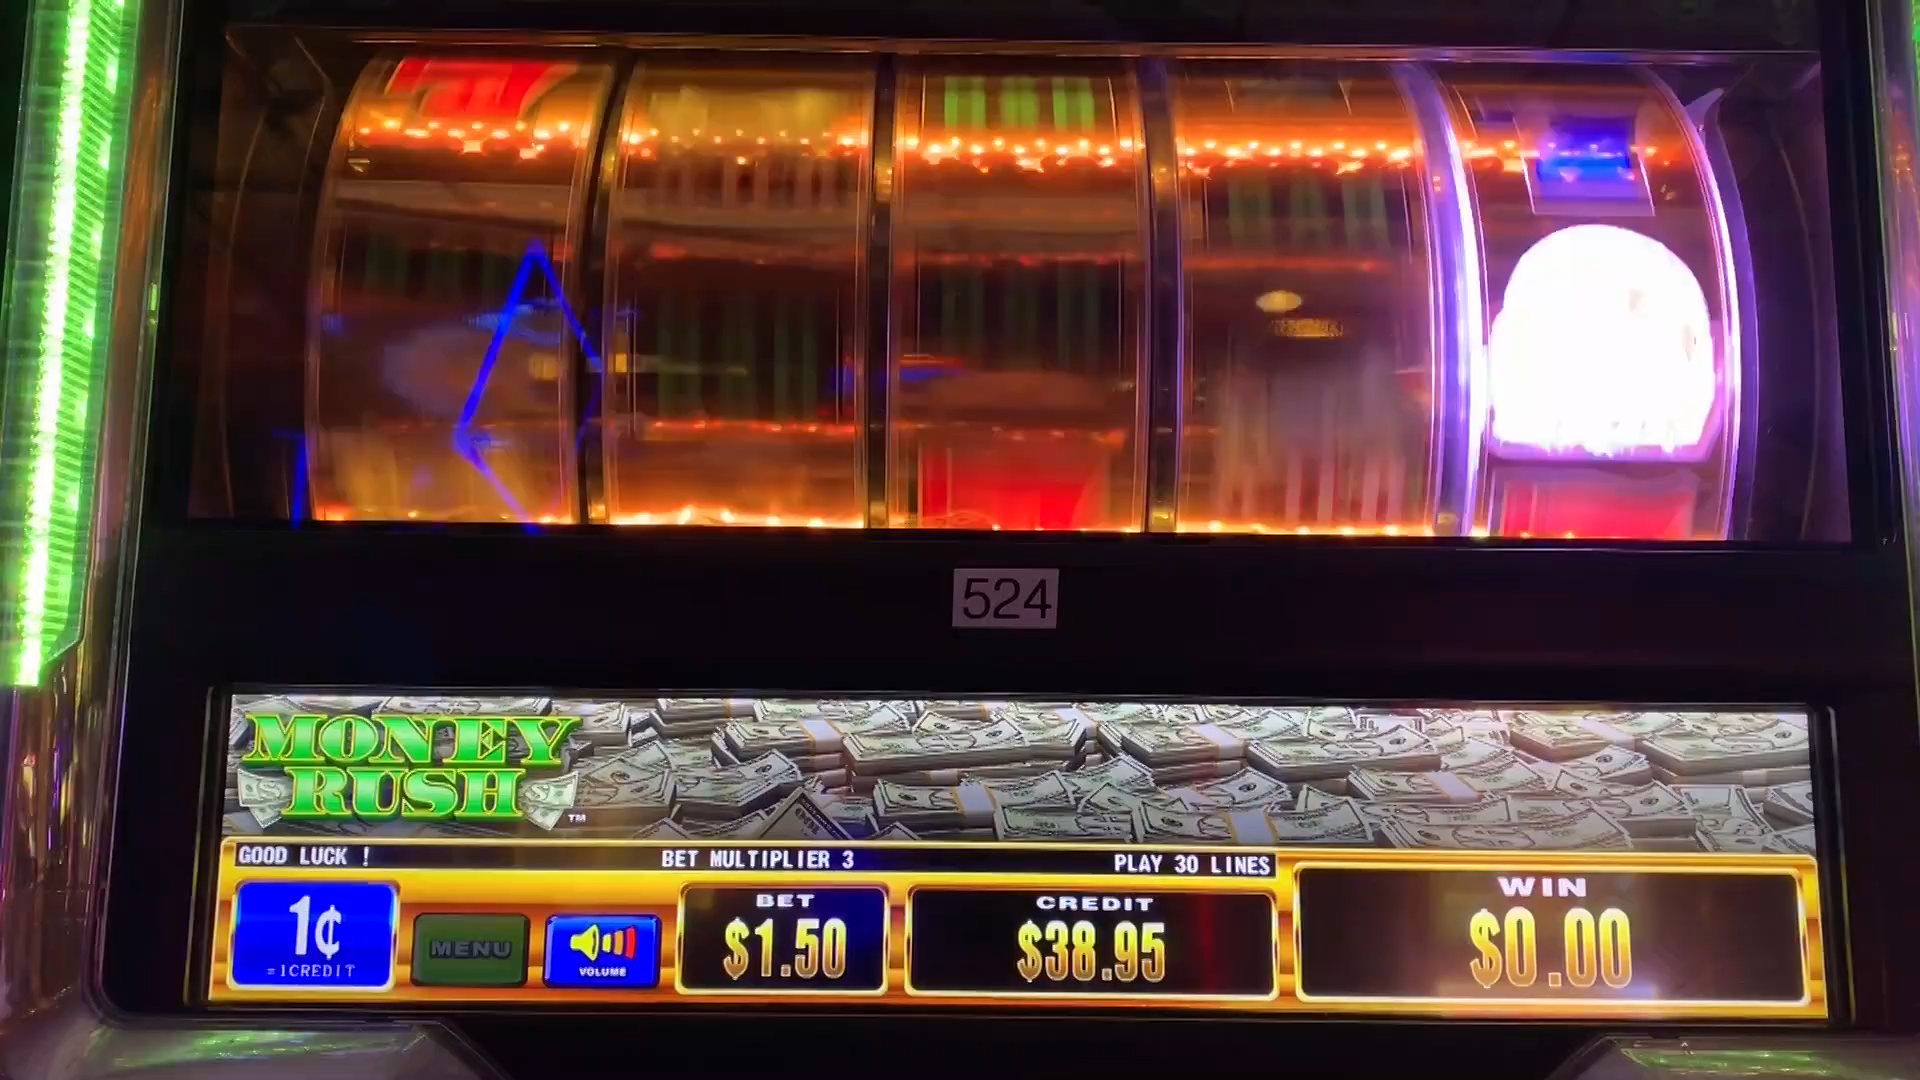 524
MONEY
RUSH
™
GOOD LUCK !
BET MULTIPLIER 3
PLAY 30 LINES
1¢
=1CREDIT
MENU
VOLUME
BET
$1.50
CREDIT
$38.95
WIN
$0.00